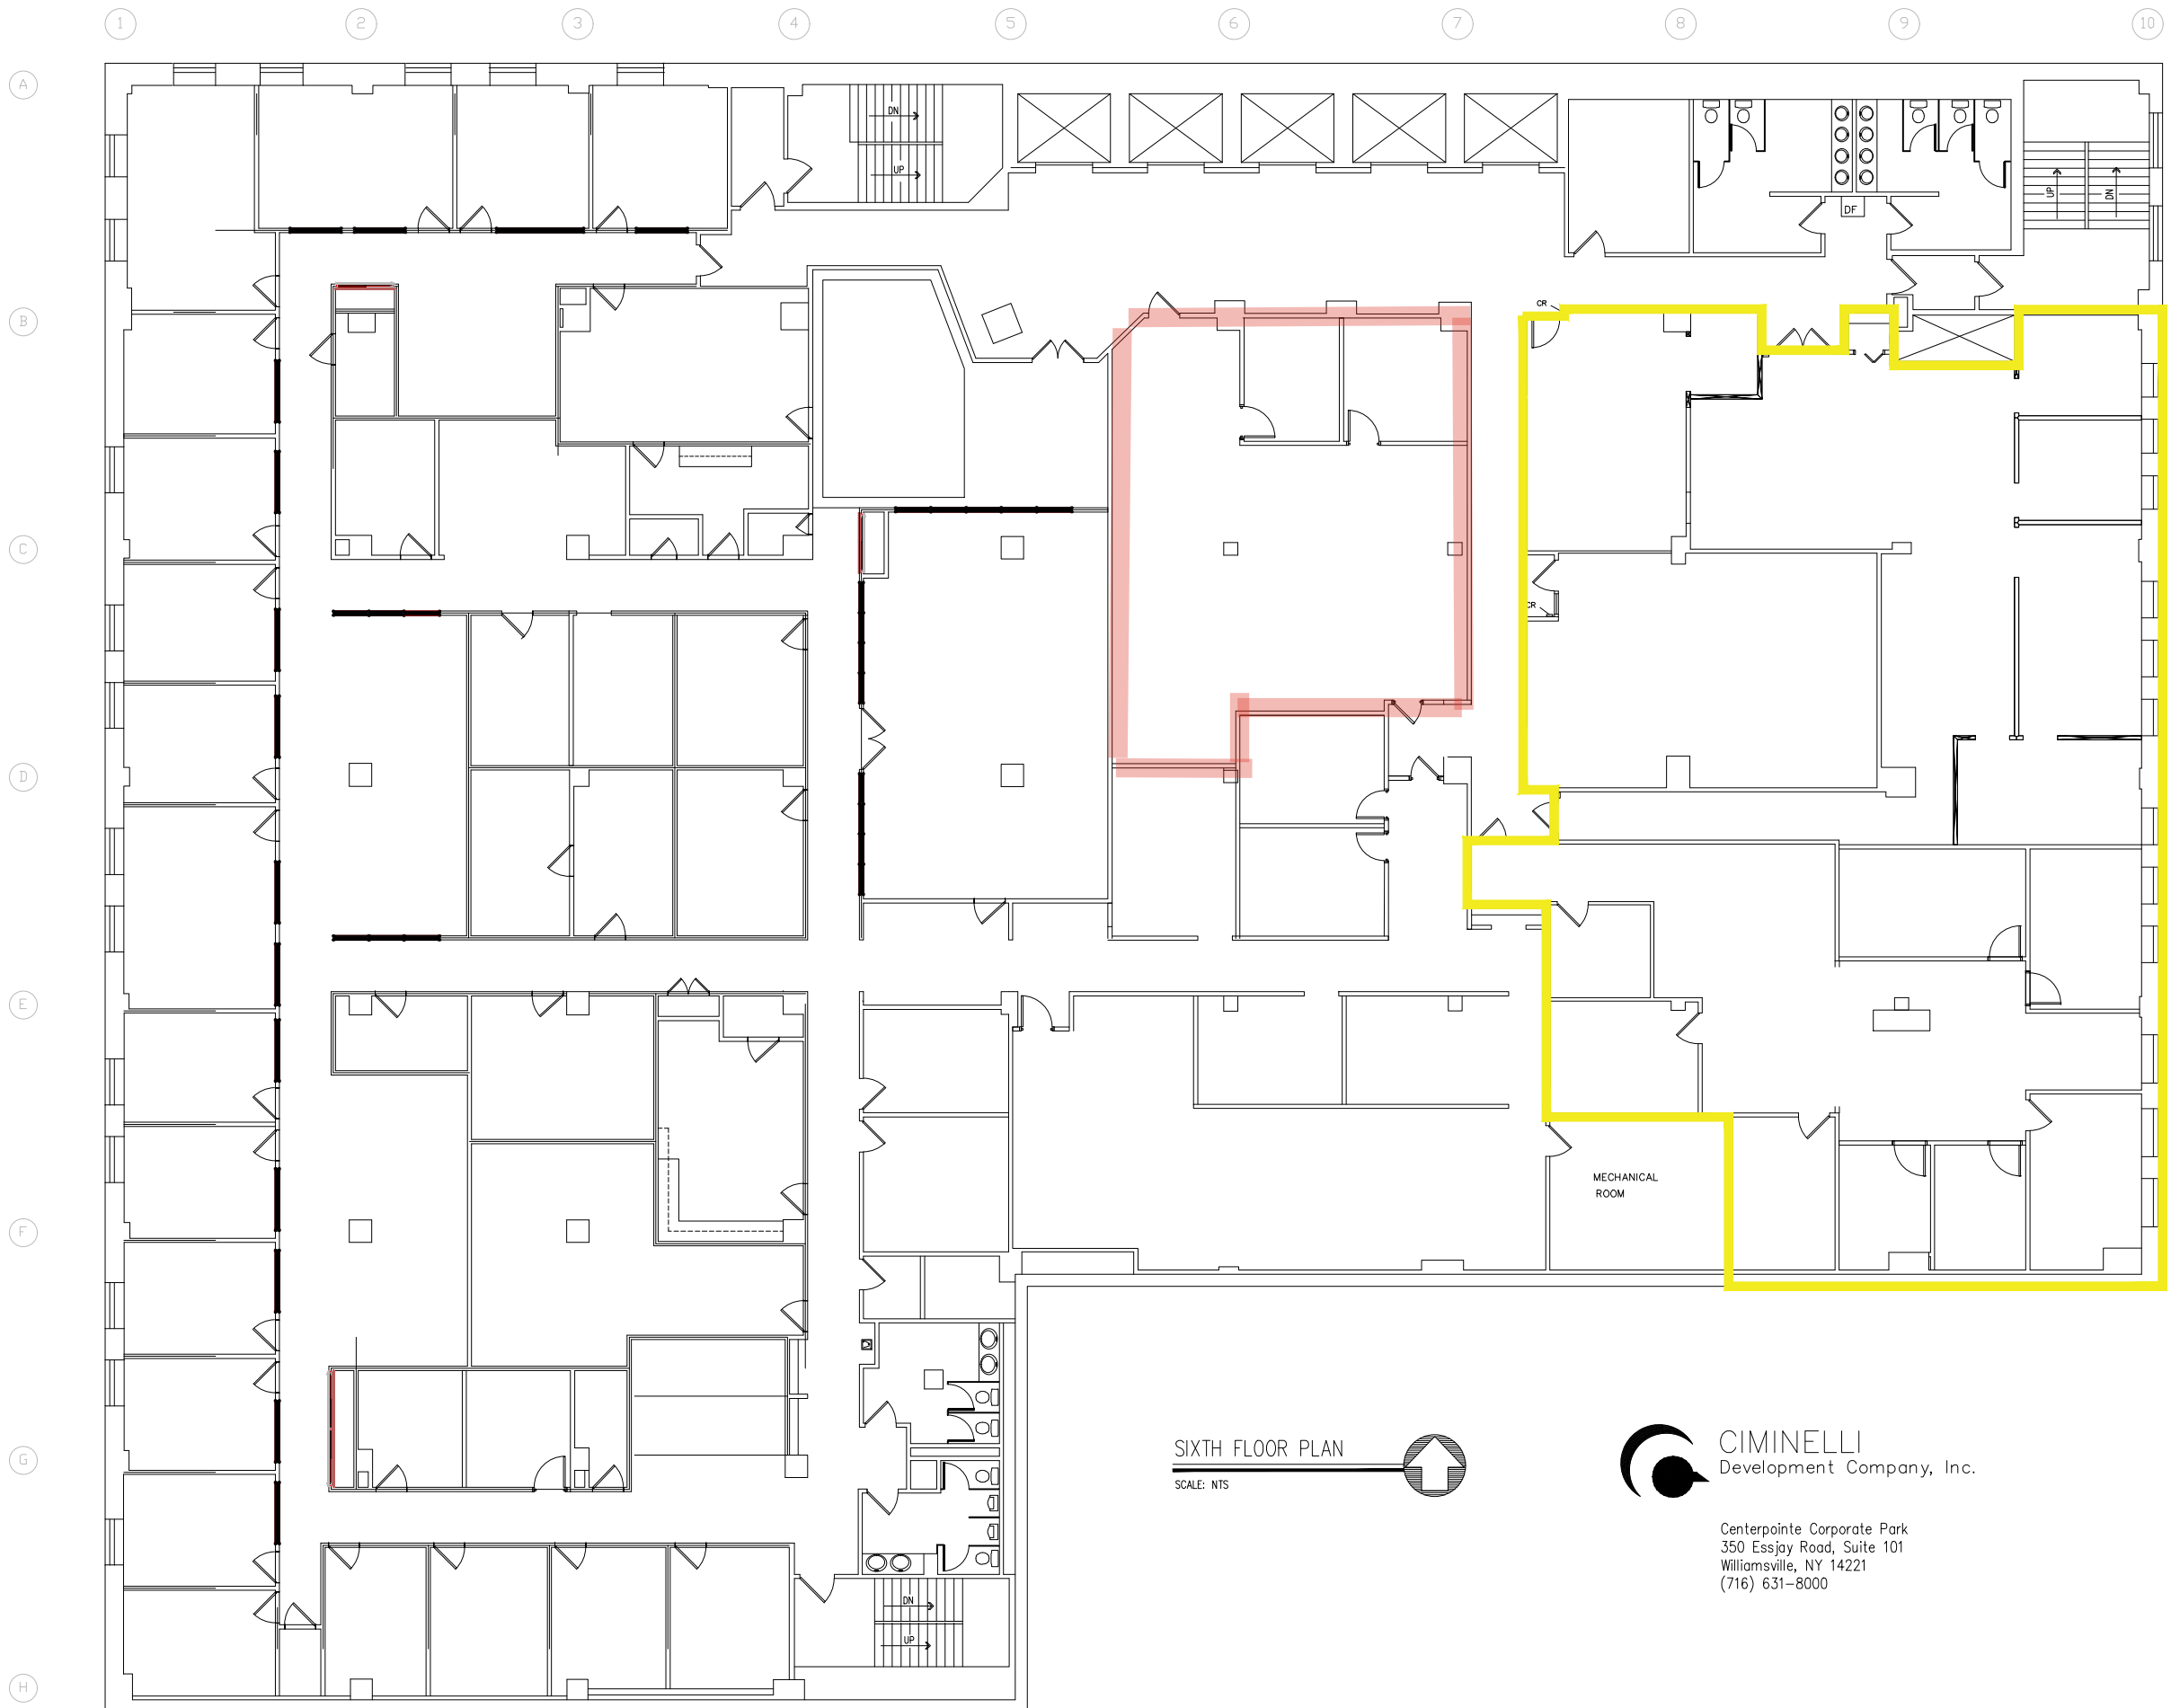 1 2 3 4 5 6 7 8 9 10
A
DN
UP
UP
DN
DF
B
CR
C
CR
D
E
MECHANICAL
ROOM
F
G
SIXTH FLOOR PLAN
SCALE: NTS
CIMINELLI
Development Company, Inc.
Centerpointe Corporate Park
350 Essjay Road, Suite 101
Williamsville, NY 14221
(716) 631-8000
DN
UP
H